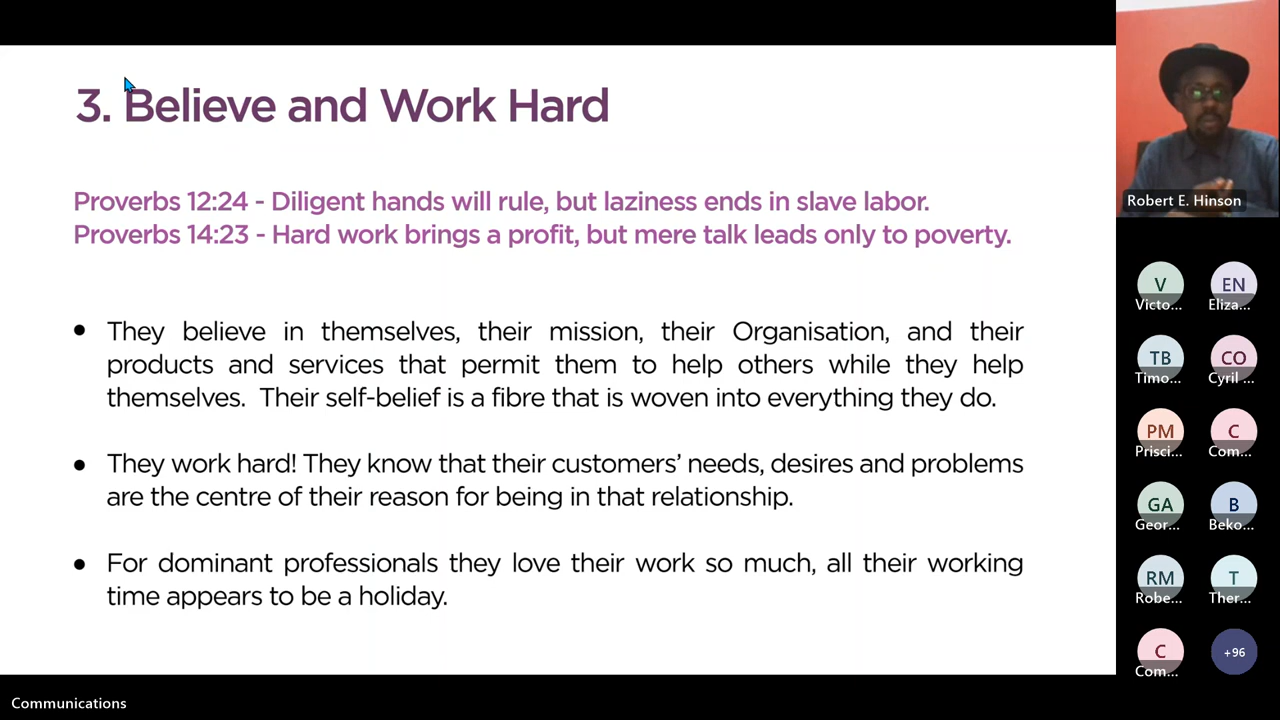 3. Believe and Work Hard
Proverbs 12:24 - Diligent hands will rule, but laziness ends in slave labor.
Proverbs 14:23 - Hard work brings a profit, but mere talk leads only to poverty.
• They believe in themselves, their mission, their Organisation, and their
products and services that permit them to help others while they help
themselves.  Their self-belief is a fibre that is woven into everything they do.
• They work hard! They know that their customers’ needs, desires and problems
are the centre of their reason for being in that relationship.
• For dominant professionals they love their work so much, all their working
time appears to be a holiday.
Robert E. Hinson
V EN
Victo... Eliza...
TB CO
Timo... Cyril ...
PM C
Prisci... Com...
GA B
Geor... Beko...
RM T
Robe... Ther...
C +96
Com...
Communications